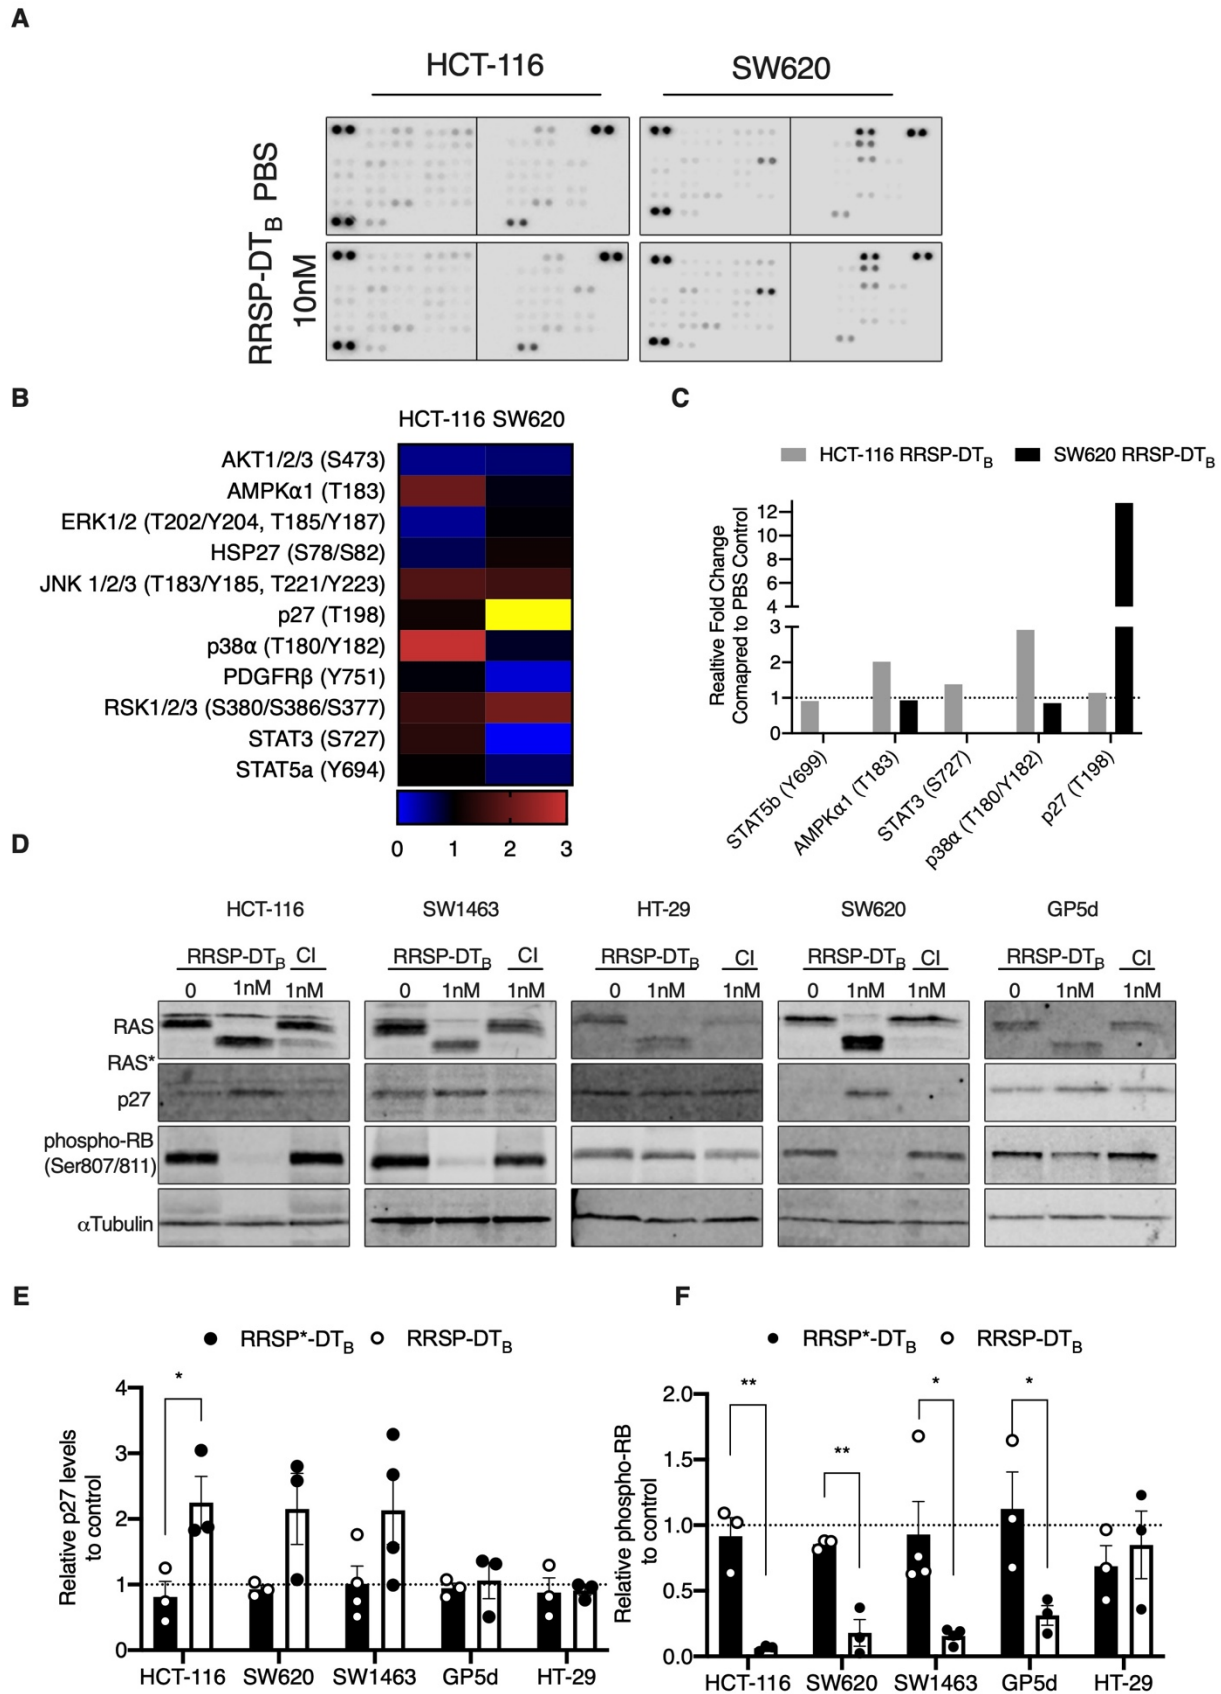 A
HCT-116
SW620
PBS
RRSP-DTB
10nM
B
HCT-116 SW620
AKT1/2/3 (S473)
AMPKα1 (T183)
ERK1/2 (T202/Y204, T185/Y187)
HSP27 (S78/S82)
JNK 1/2/3 (T183/Y185, T221/Y223)
p27 (T198)
p38α (T180/Y182)
PDGFRβ (Y751)
RSK1/2/3 (S380/S386/S377)
STAT3 (S727)
STAT5a (Y694)
0 1 2 3
C
HCT-116 RRSP-DTB
SW620 RRSP-DTB
Realtive Fold Change
Comapred to PBS Control
12
10
8
6
4
3
2
1
0
STAT5b (Y699)
AMPKα1 (T183)
STAT3 (S727)
p38α (T180/Y182)
p27 (T198)
D
HCT-116 SW1463 HT-29 SW620 GP5d
RRSP-DTB CI RRSP-DTB CI RRSP-DTB CI RRSP-DTB CI RRSP-DTB CI
0 1nM 1nM 0 1nM 1nM 0 1nM 1nM 0 1nM 1nM 0 1nM 1nM
RAS
RAS*
p27
phospho-RB
(Ser807/811)
αTubulin
E
RRSP*-DTB RRSP-DTB
Relative p27 levels
to control
4
3
2
1
0
*
HCT-116 SW620 SW1463 GP5d HT-29
F
RRSP*-DTB RRSP-DTB
Relative phospho-RB
to control
2.0
1.5
1.0
0.5
0.0
** ** * *
HCT-116 SW620 SW1463 GP5d HT-29